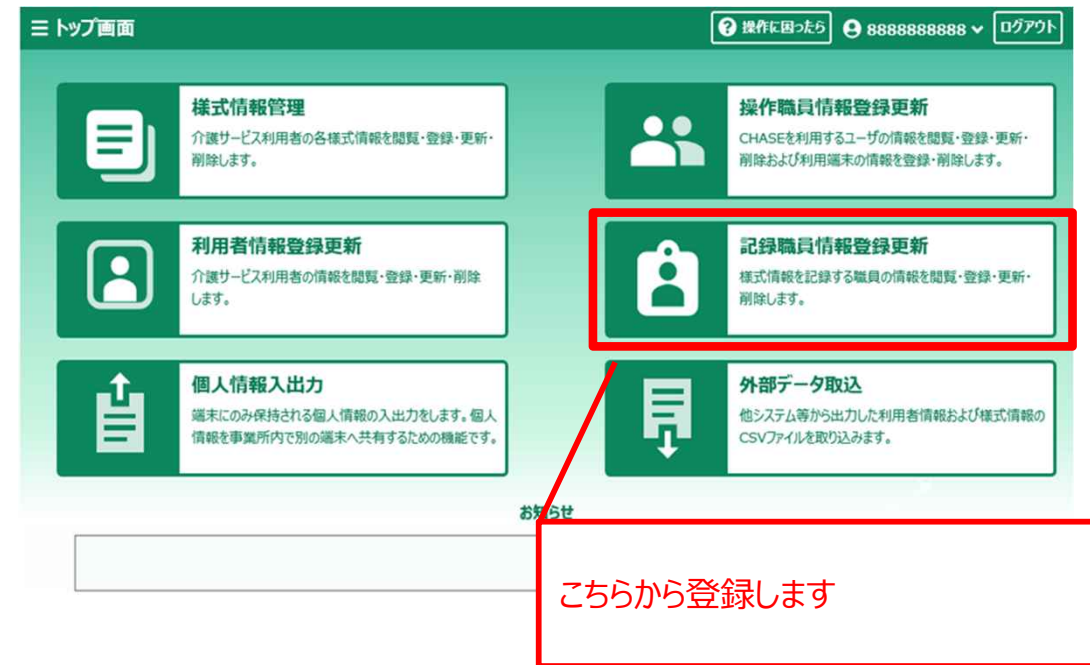 トップ画面
操作に困ったら
8888888888
ログアウト
様式情報管理
介護サービス利用者の各様式情報を閲覧・登録・更新・
削除します。
操作職員情報登録更新
CHASEを利用するユーザの情報を閲覧・登録・更新・
削除および利用端末の情報を登録・削除します。
利用者情報登録更新
介護サービス利用者の情報を閲覧・登録・更新・削除
します。
記録職員情報登録更新
様式情報を記録する職員の情報を閲覧・登録・更新・
削除します。
個人情報入出力
端末にのみ保持される個人情報の入出力をします。個人
情報を事業所内で別の端末へ共有するための機能です。
外部データ取込
他システム等から出力した利用者情報および様式情報の
CSVファイルを取り込みます。
お知らせ
こちらから登録します